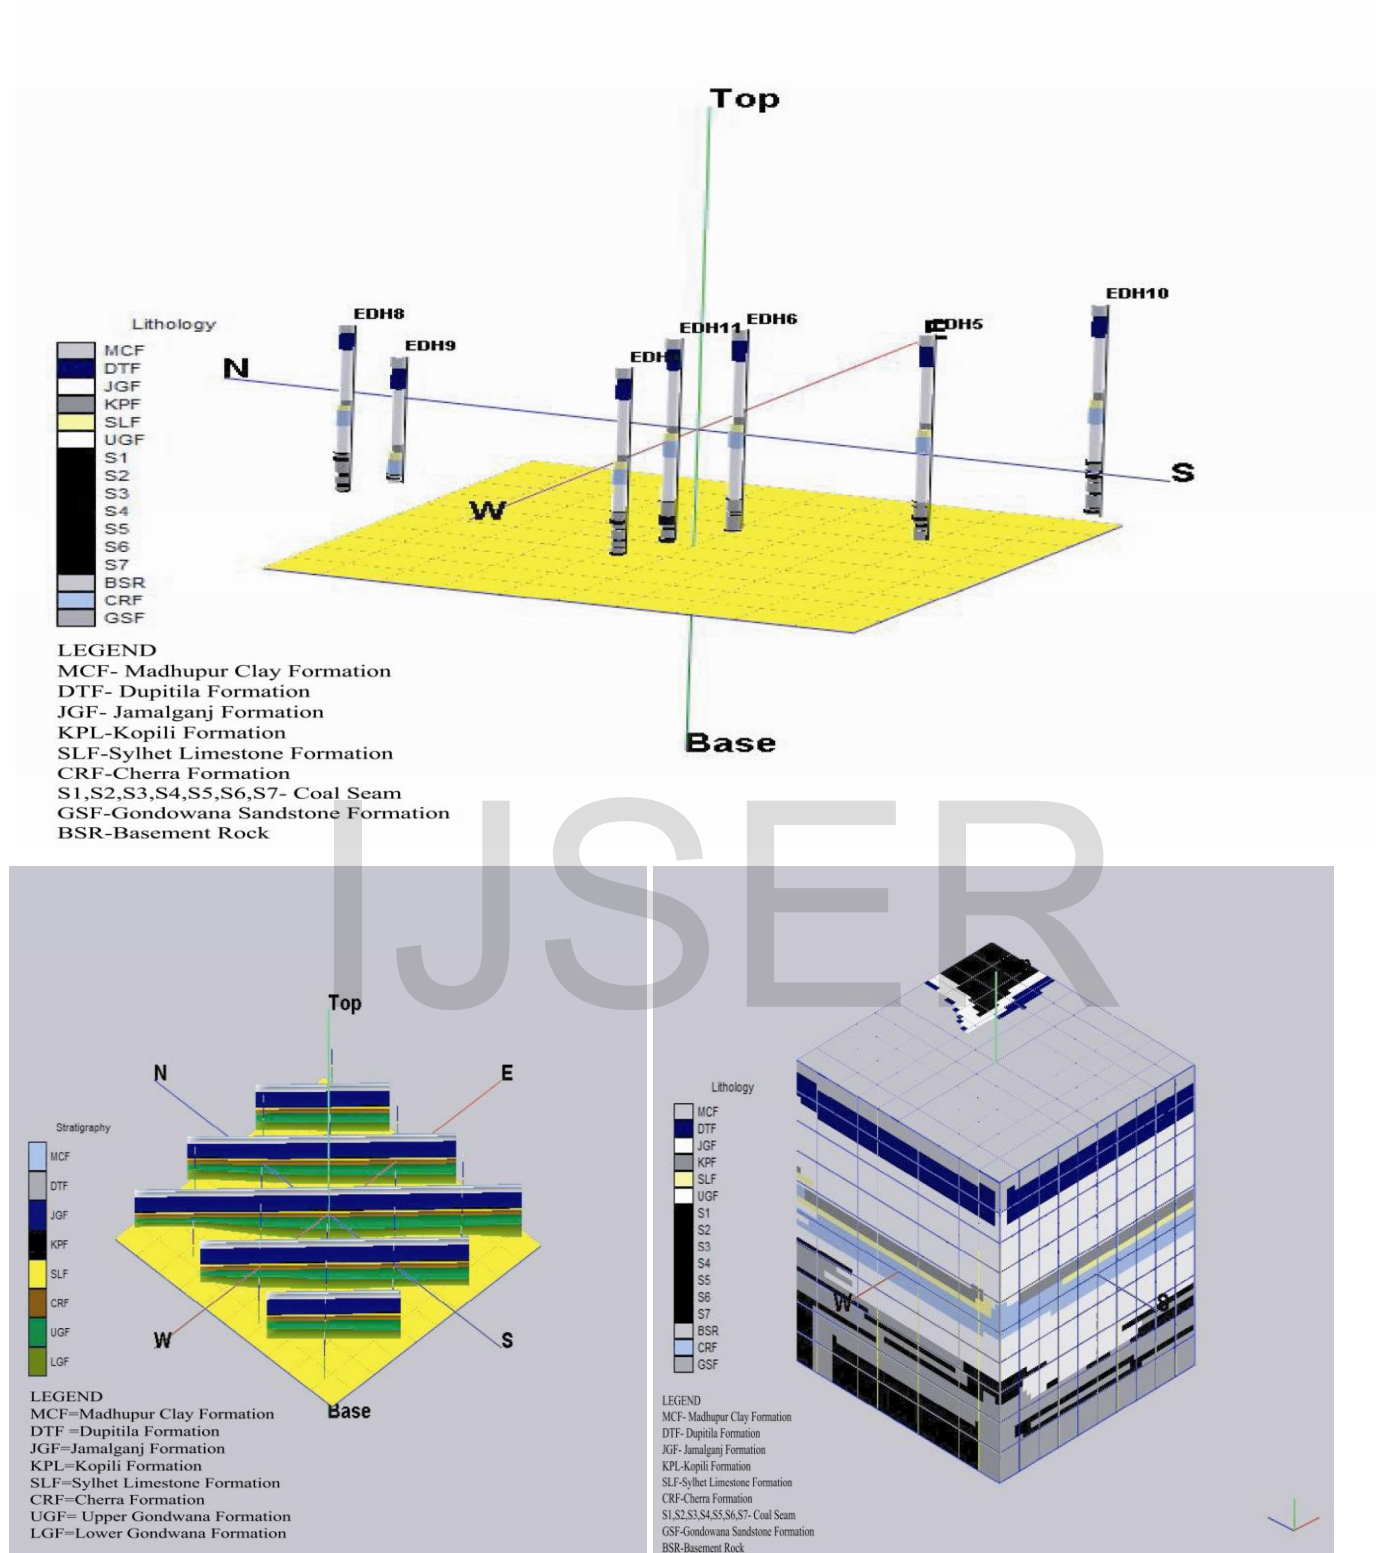 Top
EDH10
EDH8
EDH6
EDH11
E
EDH5
Lithology
EDH9
MCF
N
EDH
DTF
JGF
KPF
SLF
UGF
S1
S
S2
S3
W
S4
S5
S6
S7
BSR
CRF
GSF
LEGEND
MCF- Madhupur Clay Formation
DTF- Dupitila Formation
JGF- Jamalganj Formation
KPL-Kopili Formation
Base
SLF-Sylhet Limestone Formation
CRF-Cherra Formation
S1,S2,S3,S4,S5,S6,S7- Coal Seam
GSF-Gondowana Sandstone Formation
BSR-Basement Rock
IJSER
Top
N
E
Stratigraphy
MCF
DTF
JGF
KPF
SLF
CRF
UGF
LGF
W
S
Base
LEGEND
MCF=Madhupur Clay Formation
DTF =Dupitila Formation
JGF=Jamalganj Formation
KPL=Kopili Formation
SLF=Sylhet Limestone Formation
CRF=Cherra Formation
UGF= Upper Gondwana Formation
LGF=Lower Gondwana Formation
Lithology
MCF
DTF
JGF
KPF
SLF
UGF
S1
S2
S3
S4
S5
S6
S7
BSR
CRF
GSF
W
S
LEGEND
MCF- Madhupur Clay Formation
DTF- Dupitila Formation
JGF- Jamalganj Formation
KPL-Kopili Formation
SLF-Sylhet Limestone Formation
CRF-Cherra Formation
S1,S2,S3,S4,S5,S6,S7- Coal Seam
GSF-Gondowana Sandstone Formation
BSR-Basement Rock